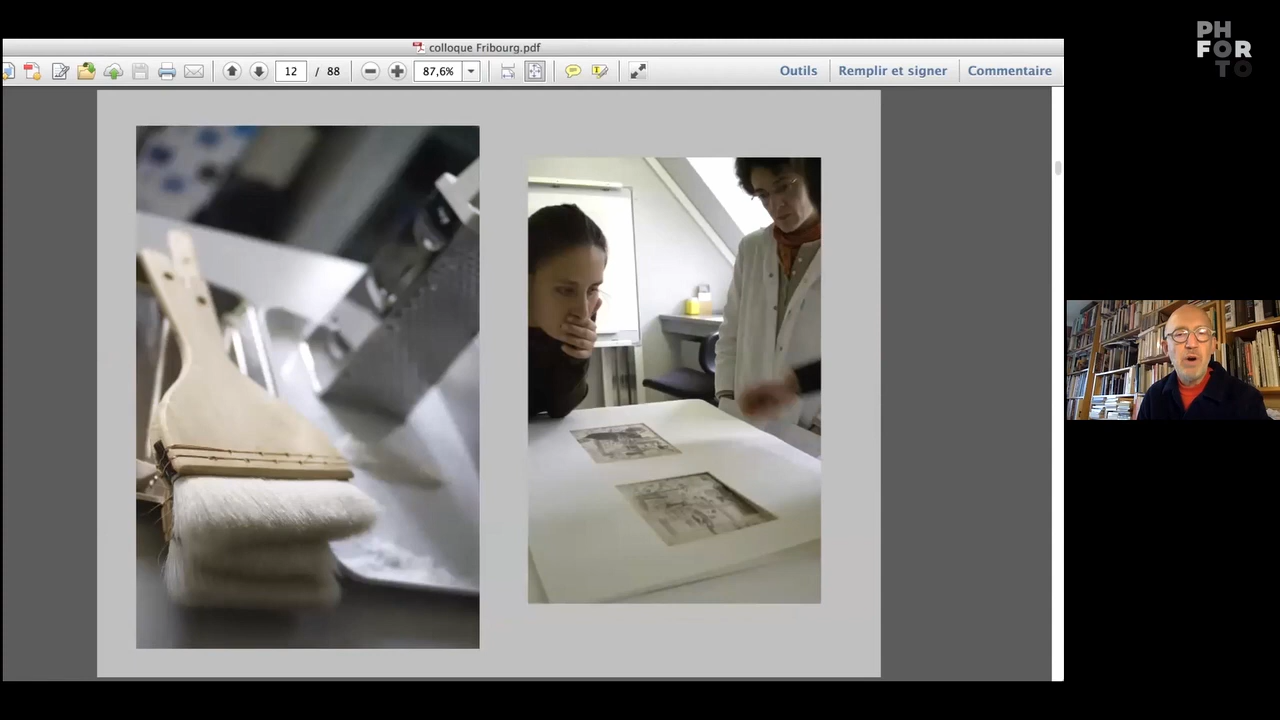 PH
FOR
TO
colloque Fribourg.pdf
12 / 88
87,6%
Outils
Remplir et signer
Commentaire